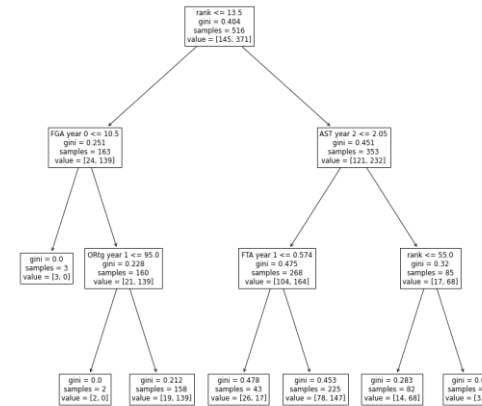 rank <= 13.5
gini = 0.404
samples = 516
value = [145, 371]
FGA year 0 <= 10.5
gini = 0.251
samples = 163
value = [24, 139]
AST year 2 <= 2.05
gini = 0.451
samples = 353
value = [121, 232]
gini = 0.0
samples = 3
value = [3, 0]
ORtg year 1 <= 95.0
gini = 0.228
samples = 160
value = [21, 139]
FTA year 1 <= 0.574
gini = 0.475
samples = 268
value = [104, 164]
rank <= 55.0
gini = 0.32
samples = 85
value = [17, 68]
gini = 0.0
samples = 2
value = [2, 0]
gini = 0.212
samples = 158
value = [19, 139]
gini = 0.478
samples = 43
value = [26, 17]
gini = 0.453
samples = 225
value = [78, 147]
gini = 0.283
samples = 82
value = [14, 68]
gini =
samples =
value =